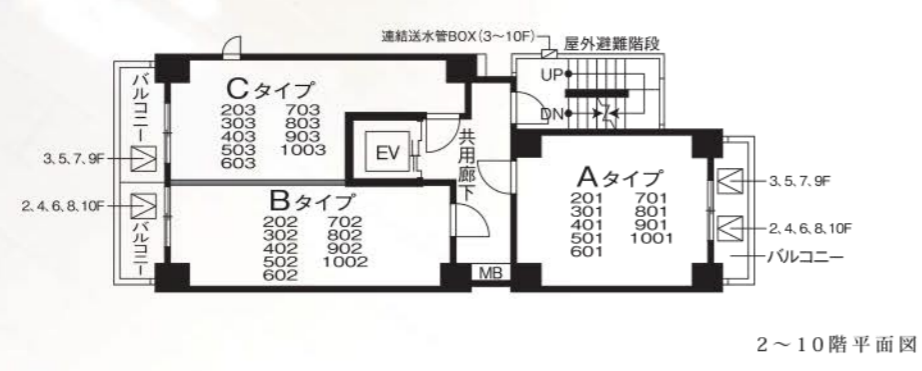 連結送水管BOX(3～10F)
屋外避難階段
UP
DN
バルコニー
3,5,7,9F
2,4,6,8,10F
バルコニー
Cタイプ
203 703
303 803
403 903
503 1003
603
EV
共用廊下
Bタイプ
202 702
302 802
402 902
502 1002
602
MB
Aタイプ
201 701
301 801
401 901
501 1001
601
3,5,7,9F
2,4,6,8,10F
バルコニー
2～10階平面図